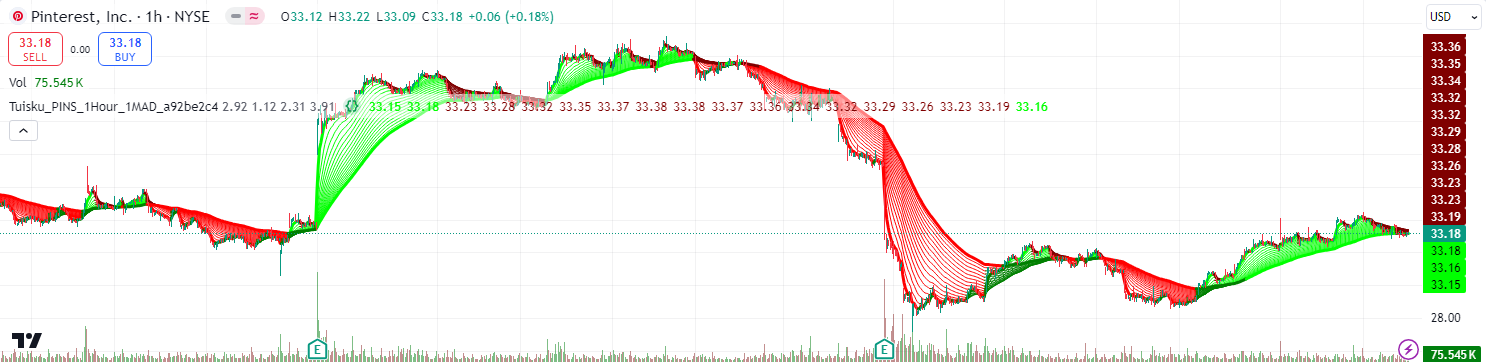 Pinterest, Inc. · 1h · NYSE O33.12 H33.22 L33.09 C33.18 +0.06 (+0.18%)
USD
33.18 SELL 0.00 33.18 BUY
Vol 75.545 K
Tuisku_PINS_1Hour_1MAD_a92be2c4 2.92 1.12 2.31 3.91 33.15 33.18 33.23 33.28 33.32 33.35 33.37 33.38 33.38 33.37 33.36 33.34 33.32 33.29 33.26 33.23 33.19 33.16
33.36
33.35
33.34
33.32
33.32
33.29
33.28
33.26
33.23
33.23
33.19
33.18
33.18
33.16
33.15
28.00
E
E
75.545 K